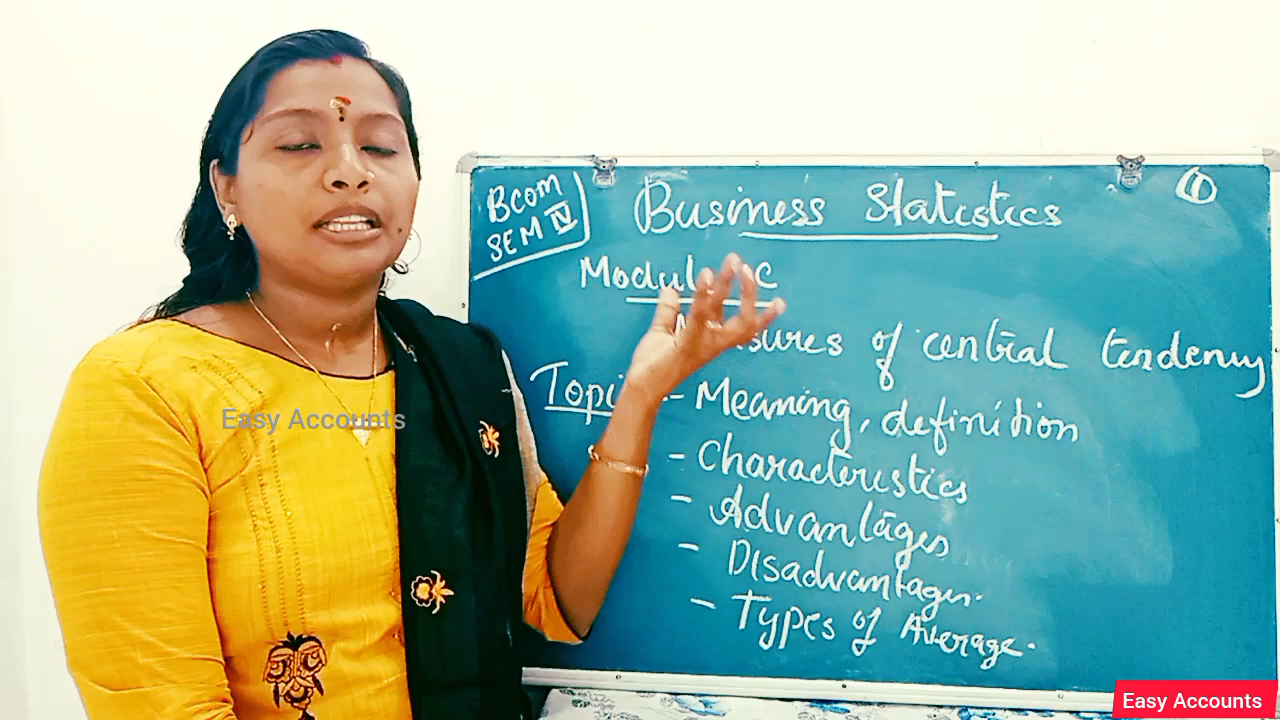 Bcom
SEM IV
Business Statistics
1
of central tendency
- Meaning, definition
- Characteristics
- Advantages
- Disadvantages.
- Types of Average.
Easy Accounts
Easy Accounts